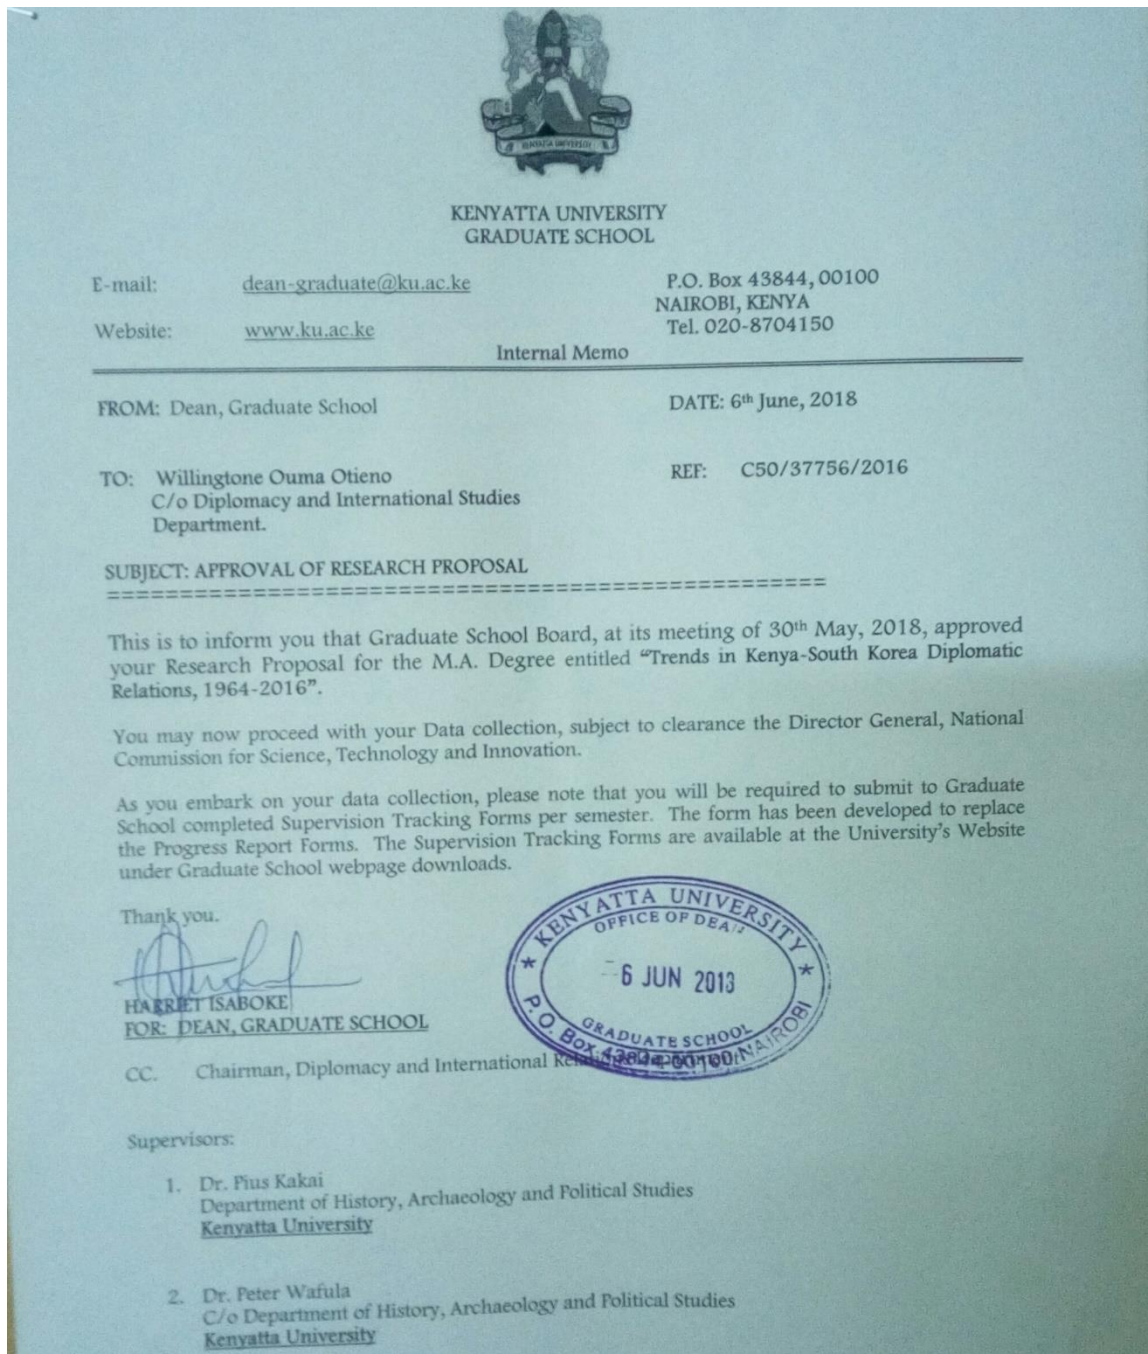 KENYATTA UNIVERSITY
KENYATTA UNIVERSITY
GRADUATE SCHOOL
E-mail: dean-graduate@ku.ac.ke
P.O. Box 43844, 00100
NAIROBI, KENYA
Website: www.ku.ac.ke
Tel. 020-8704150
Internal Memo
FROM: Dean, Graduate School
DATE: 6th June, 2018
TO: Willingtone Ouma Otieno
REF: C50/37756/2016
C/o Diplomacy and International Studies
Department.
SUBJECT: APPROVAL OF RESEARCH PROPOSAL
=================================================
This is to inform you that Graduate School Board, at its meeting of 30th May, 2018, approved
your Research Proposal for the M.A. Degree entitled “Trends in Kenya-South Korea Diplomatic
Relations, 1964-2016”.
You may now proceed with your Data collection, subject to clearance the Director General, National
Commission for Science, Technology and Innovation.
As you embark on your data collection, please note that you will be required to submit to Graduate
School completed Supervision Tracking Forms per semester. The form has been developed to replace
the Progress Report Forms. The Supervision Tracking Forms are available at the University’s Website
under Graduate School webpage downloads.
Thank you.
HARRIET ISABOKE
FOR: DEAN, GRADUATE SCHOOL
★ KENYATTA UNIVERSITY ★
OFFICE OF DEAN
6 JUN 2018
GRADUATE SCHOOL
P.O. Box 43844-00100 NAIROBI
CC. Chairman, Diplomacy and International
Supervisors:
1. Dr. Pius Kakai
Department of History, Archaeology and Political Studies
Kenyatta University
2. Dr. Peter Wafula
C/o Department of History, Archaeology and Political Studies
Kenyatta University